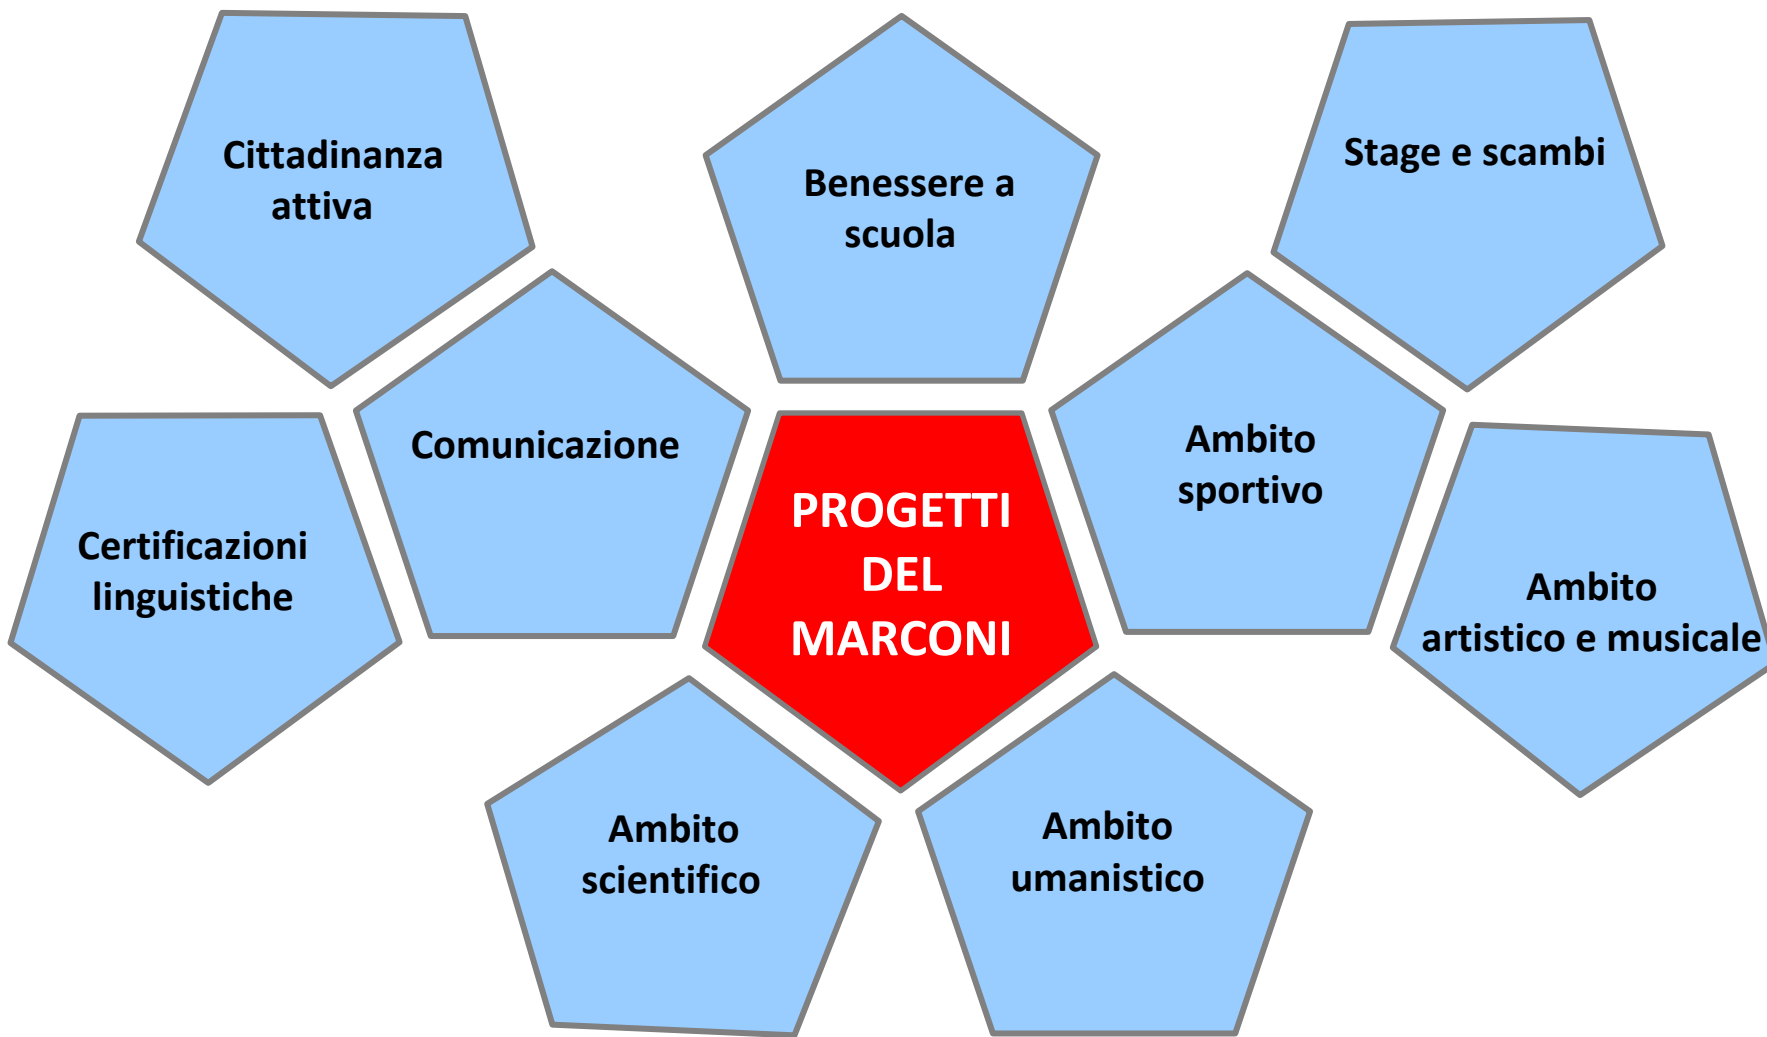 Cittadinanza
attiva
Benessere a
scuola
Stage e scambi
Comunicazione
Ambito
sportivo
Certificazioni
linguistiche
PROGETTI
DEL
MARCONI
Ambito
artistico e musicale
Ambito
scientifico
Ambito
umanistico